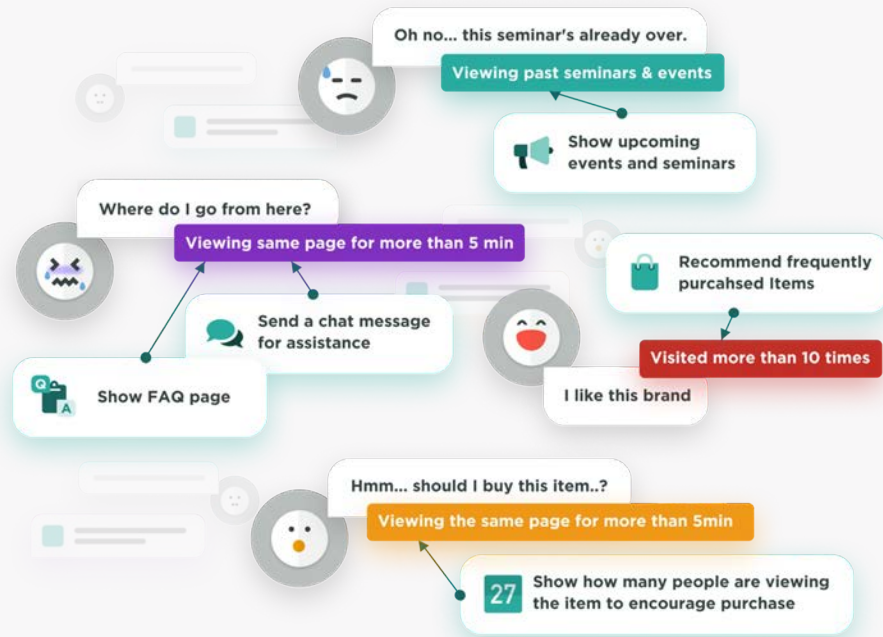 Oh no... this seminar's already over.
Viewing past seminars & events
Show upcoming
events and seminars
Where do I go from here?
Viewing same page for more than 5 min
Send a chat message
for assistance
Q
A
Show FAQ page
Recommend frequently
purcahsed Items
Visited more than 10 times
I like this brand
Hmm... should I buy this item..?
Viewing the same page for more than 5min
27
Show how many people are viewing
the item to encourage purchase